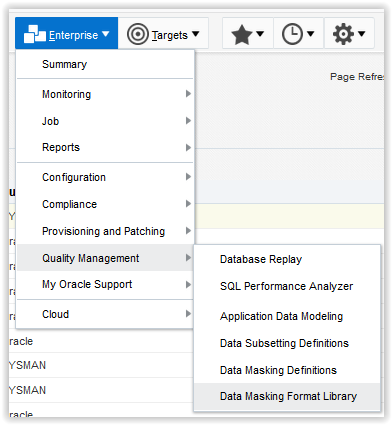 Enterprise Targets
Summary
Page Refre
Monitoring
Job
Reports
Configuration
Compliance
Provisioning and Patching
Quality Management
Database Replay
My Oracle Support
SQL Performance Analyzer
Cloud
Application Data Modeling
racle
Data Subsetting Definitions
YSMAN
Data Masking Definitions
YSMAN
Data Masking Format Library
racle